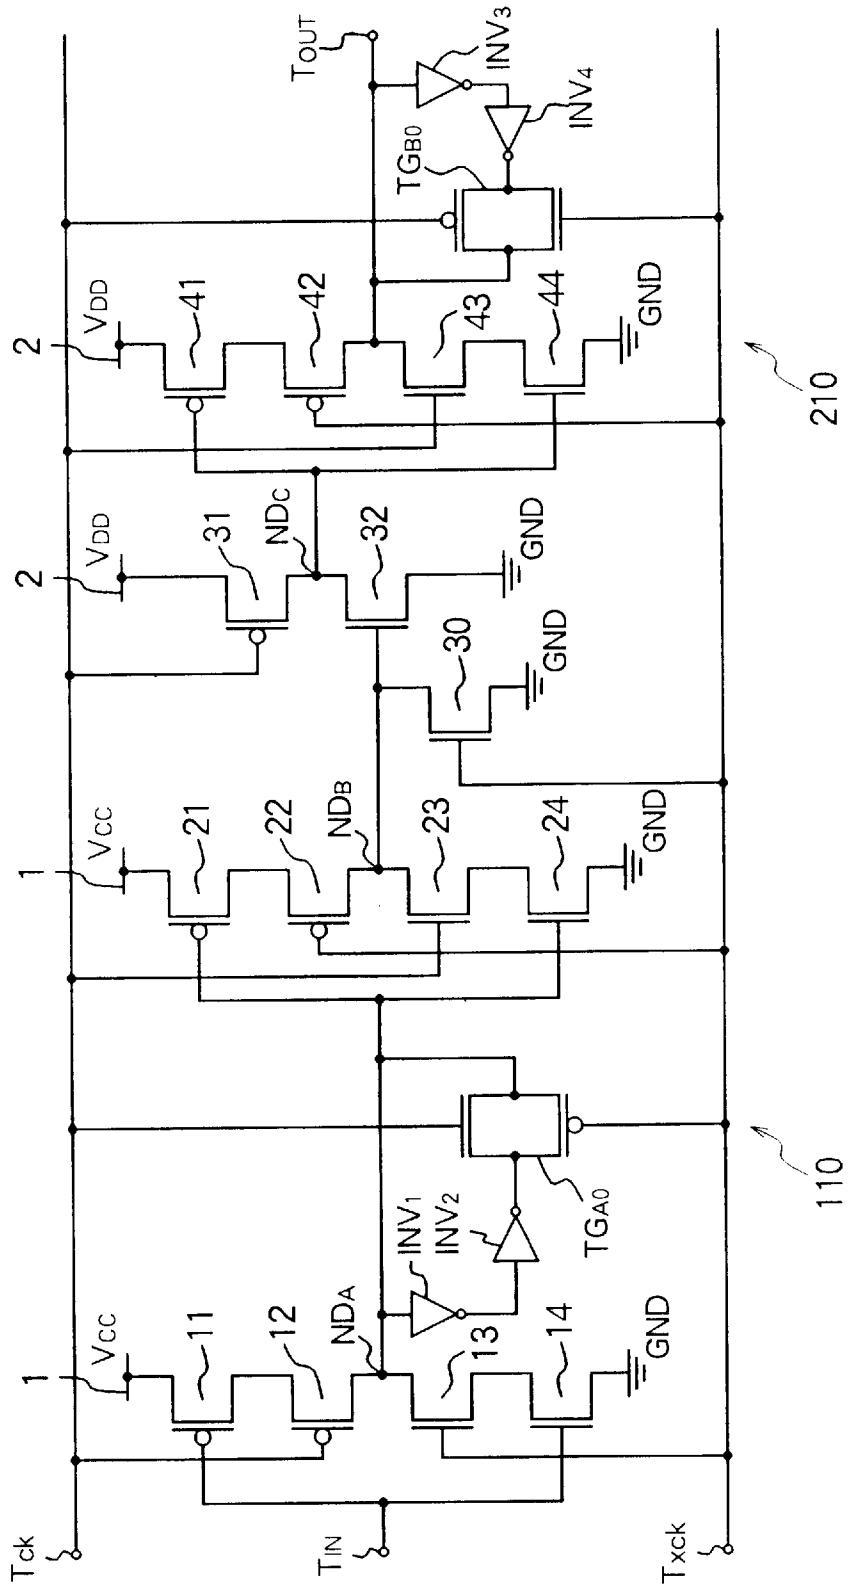 Tck
TIN
Txck
1
VCC
11
12
NDA
13
14
GND
INV1
INV2
TGA0
110
1
VCC
21
22
NDB
23
24
GND
30
GND
2
VDD
31
NDC
32
GND
2
VDD
41
42
43
44
GND
210
TGB0
TOUT
INV3
INV4